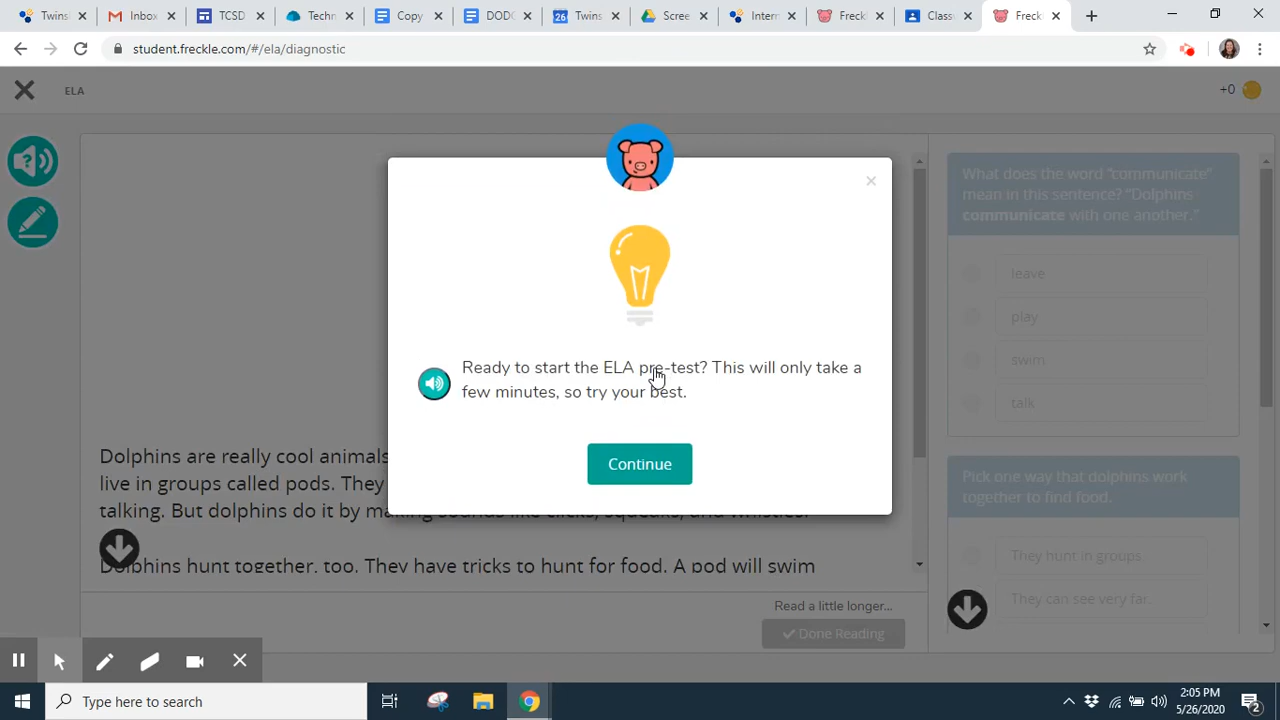 Twins
Inbox
TCSD
Techn
Copy
DODC
26
Twins
Scree
Intern
Freckl
Class
Freck
student.freckle.com/#/ela/diagnostic
ELA
+0
What does the word "communicate"
mean in this sentence? "Dolphins
communicate with one another."
leave
play
swim
talk
Ready to start the ELA pre-test? This will only take a
few minutes, so try your best.
Continue
Dolphins are really cool animals
live in groups called pods. They
talking. But dolphins do it by making sounds like clicks, squeaks, and whistles.
Dolphins hunt together, too. They have tricks to hunt for food. A pod will swim
Pick one way that dolphins work
together to find food.
They hunt in groups.
They can see very far.
Read a little longer...
Done Reading
Type here to search
2:05 PM
5/26/2020
2